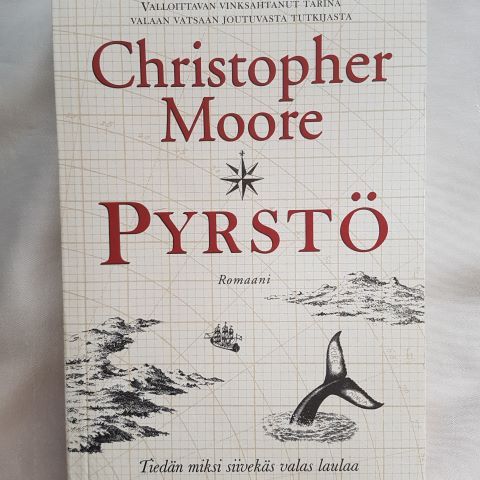 VALLOITTAVAN VINKSAHTANUT TARINA
VALAAN VATSAAN JOUTUVASTA TUTKIJASTA
Christopher
Moore
PYRSTÖ
Romaani
Tiedän miksi siivekäs valas laulaa